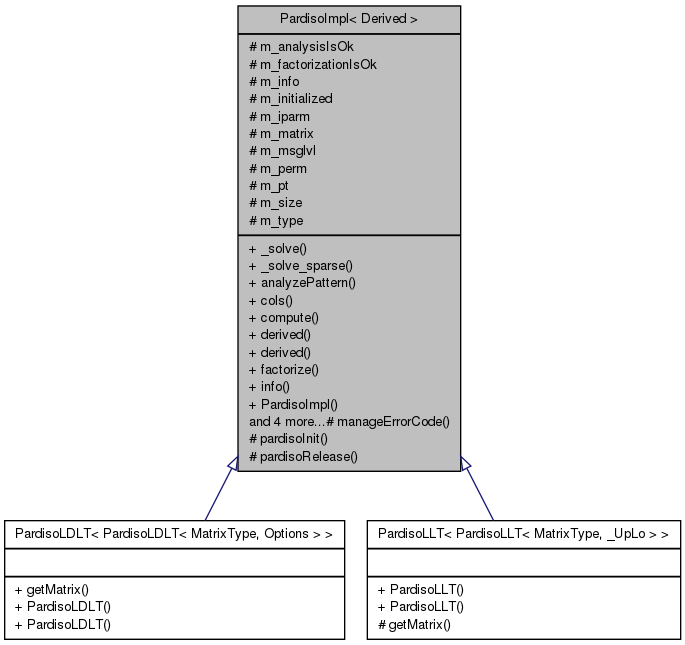 PardisoImpl< Derived >
# m_analysisIsOk
# m_factorizationIsOk
# m_info
# m_initialized
# m_iparm
# m_matrix
# m_msglvl
# m_perm
# m_pt
# m_size
# m_type
+ _solve()
+ _solve_sparse()
+ analyzePattern()
+ cols()
+ compute()
+ derived()
+ derived()
+ factorize()
+ info()
+ PardisoImpl()
and 4 more...# manageErrorCode()
# pardisoInit()
# pardisoRelease()
PardisoLDLT< PardisoLDLT< MatrixType, Options > >
+ getMatrix()
+ PardisoLDLT()
+ PardisoLDLT()
PardisoLLT< PardisoLLT< MatrixType, _UpLo > >
+ PardisoLLT()
+ PardisoLLT()
# getMatrix()